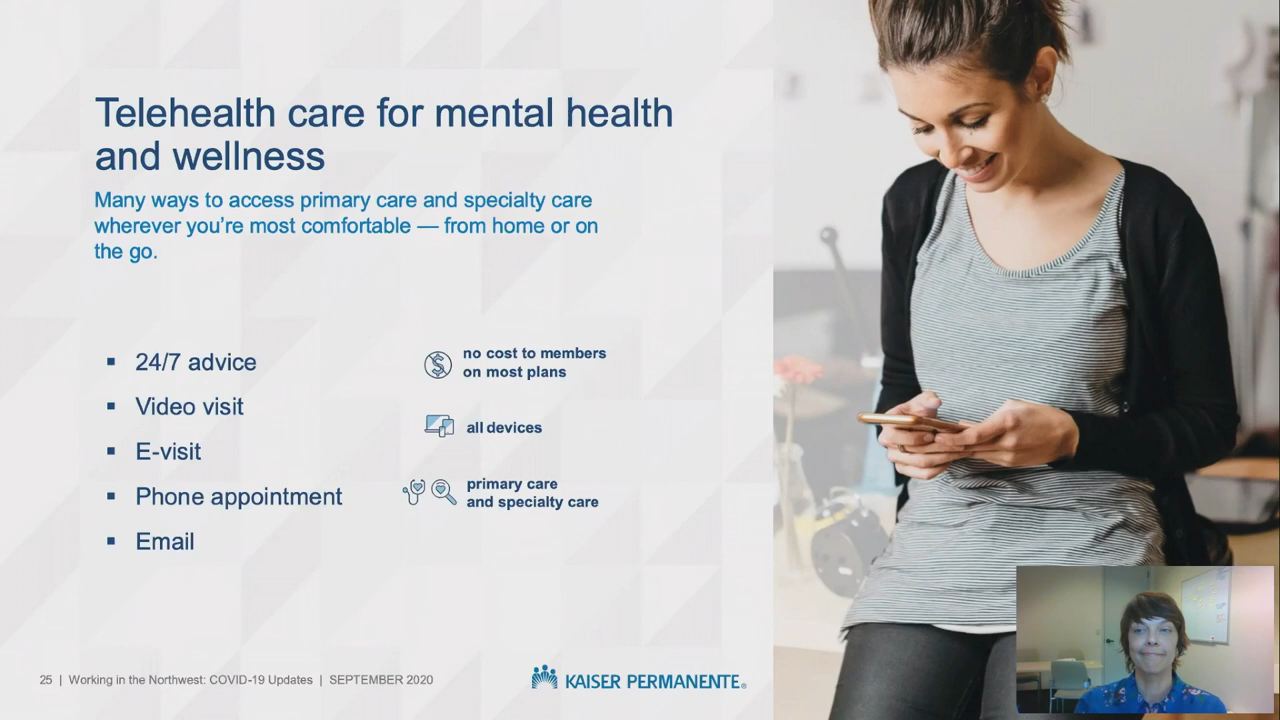 Telehealth care for mental health
and wellness
Many ways to access primary care and specialty care
wherever you're most comfortable — from home or on
the go.
▪ 24/7 advice
▪ Video visit
▪ E-visit
▪ Phone appointment
▪ Email
no cost to members
on most plans
all devices
primary care
and specialty care
25 | Working in the Northwest: COVID-19 Updates | SEPTEMBER 2020
KAISER PERMANENTE®